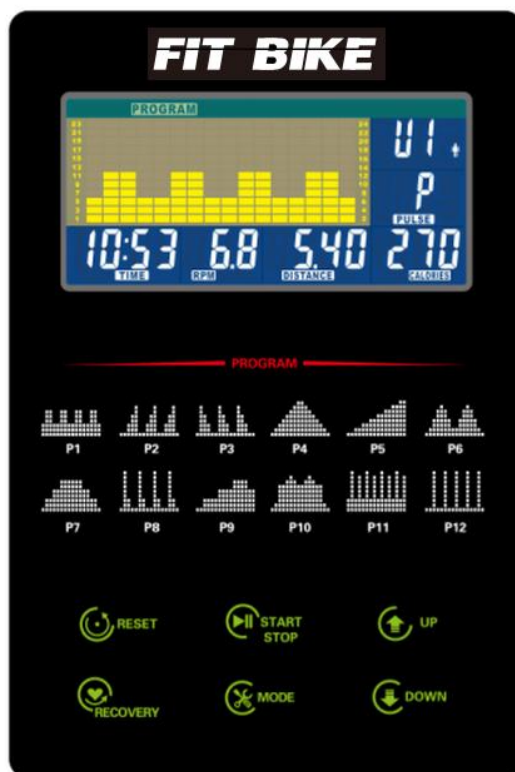 FIT BIKE
PROGRAM
U1
P
PULSE
10:53 6.8 5.40 270
TIME RPM DISTANCE CALORIES
PROGRAM
P1 P2 P3 P4 P5 P6
P7 P8 P9 P10 P11 P12
RESET START STOP UP
RECOVERY MODE DOWN